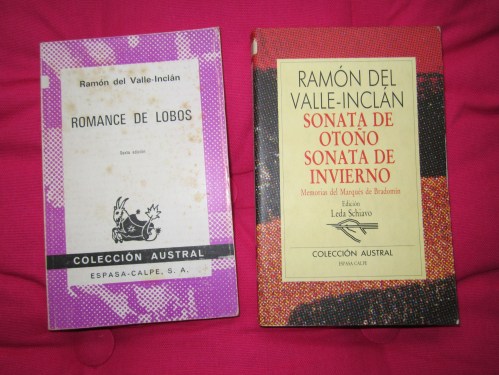 Ramón del Valle-Inclán
ROMANCE DE LOBOS
Sexta edición
COLECCIÓN AUSTRAL
ESPASA-CALPE, S. A.
RAMÓN DEL
VALLE-INCLÁN
SONATA DE
OTOÑO
SONATA DE
INVIERNO
Memorias del Marqués de Bradomín
Edición
Leda Schiavo
COLECCIÓN AUSTRAL
ESPASA CALPE